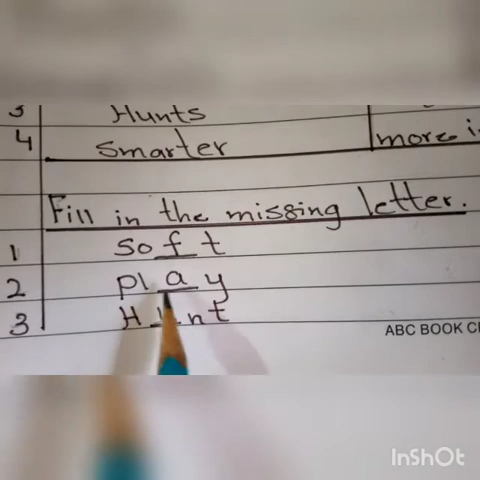 3 Hunts
4 Smarter more i
Fill in the missing letter.
1 so f t
2 pl a y
3 H nt
ABC BOOK C
InShOt